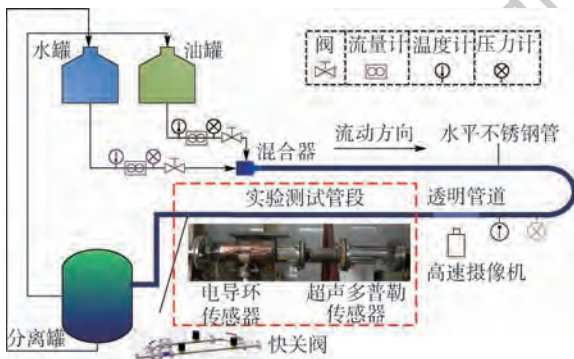 水罐
油罐
阀
流量计
温度计
压力计
混合器
流动方向
水平不锈钢管
实验测试管段
透明管道
高速摄像机
电导环
传感器
超声多普勒
传感器
分离罐
快关阀